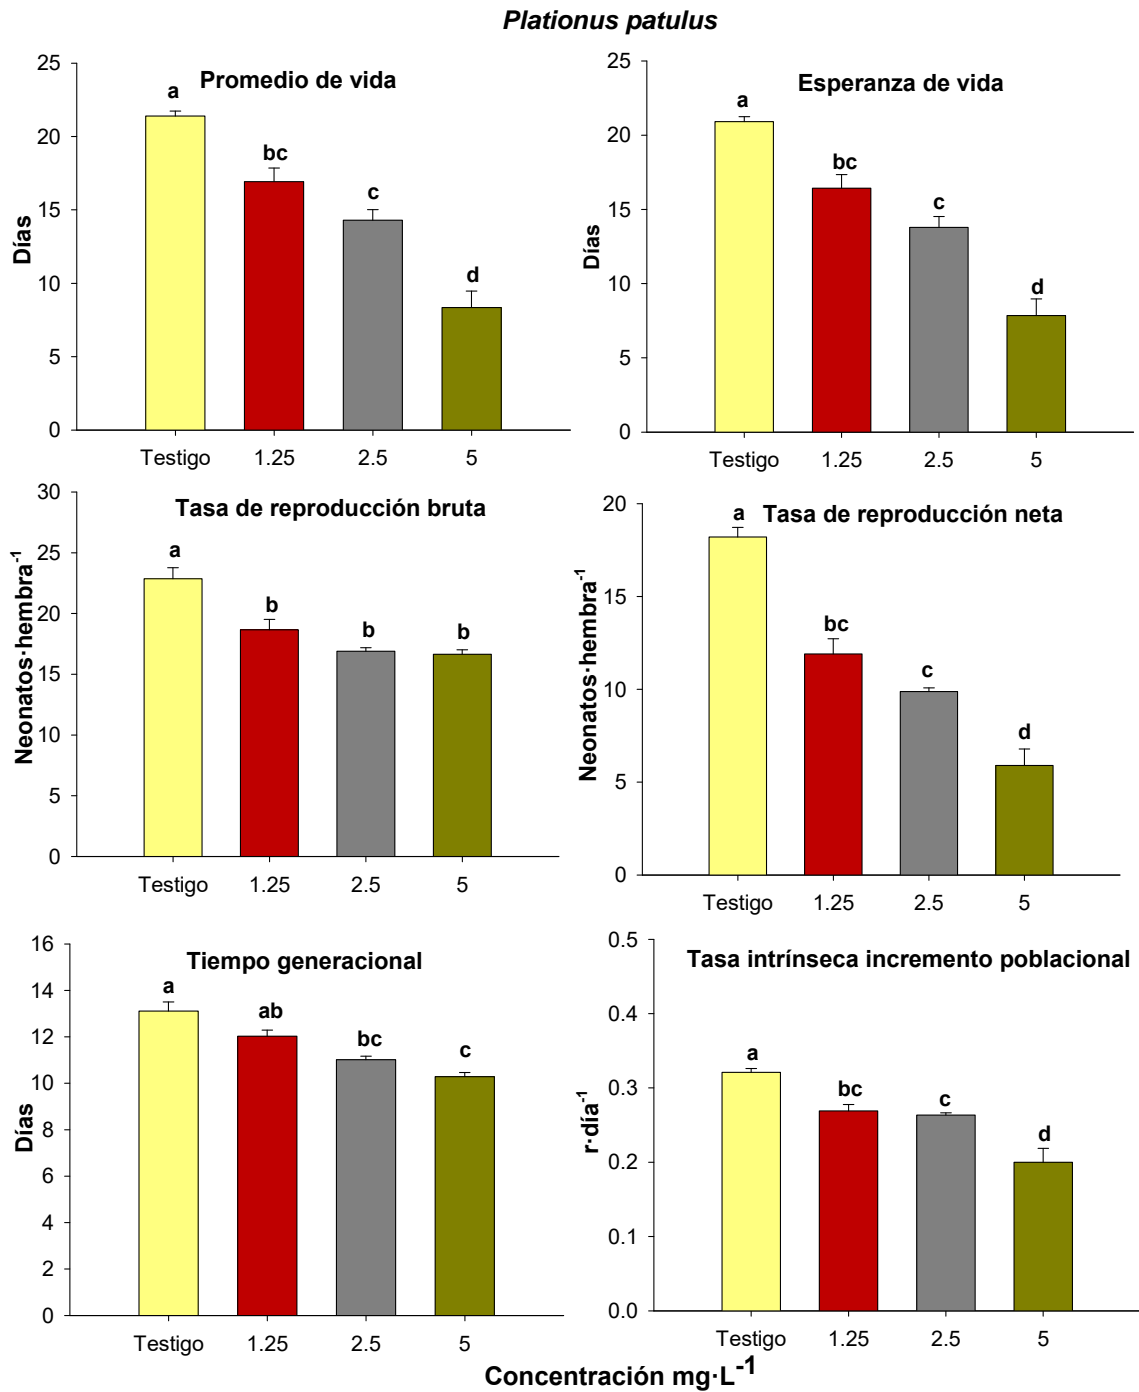 Plationus patulus
Promedio de vida
Días
25
20
15
10
5
0
a
bc
c
d
Testigo 1.25 2.5 5
Esperanza de vida
Días
25
20
15
10
5
0
a
bc
c
d
Testigo 1.25 2.5 5
Tasa de reproducción bruta
Neonatos·hembra⁻¹
30
25
20
15
10
5
0
a
b
b
b
Testigo 1.25 2.5 5
Tasa de reproducción neta
Neonatos·hembra⁻¹
20
15
10
5
0
a
bc
c
d
Testigo 1.25 2.5 5
Tiempo generacional
Días
16
14
12
10
8
6
4
2
0
a
ab
bc
c
Testigo 1.25 2.5 5
Tasa intrínseca incremento poblacional
r·día⁻¹
0.5
0.4
0.3
0.2
0.1
0.0
a
bc
c
d
Testigo 1.25 2.5 5
Concentración mg·L⁻¹